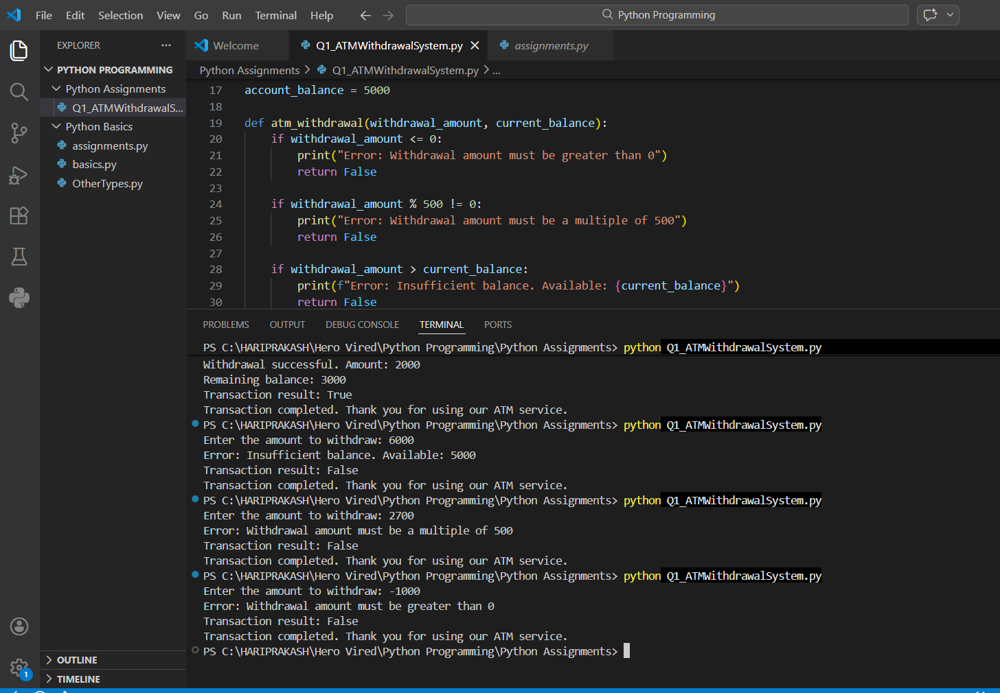 File Edit Selection View Go Run Terminal Help Python Programming
EXPLORER ...
PYTHON PROGRAMMING
Python Assignments
Q1_ATMWithdrawalS...
Python Basics
assignments.py
basics.py
OtherTypes.py
OUTLINE
TIMELINE
1
Welcome Q1_ATMWithdrawalSystem.py assignments.py
Python Assignments > Q1_ATMWithdrawalSystem.py > ...
17 account_balance = 5000
18
19 def atm_withdrawal(withdrawal_amount, current_balance):
20 if withdrawal_amount <= 0:
21 print("Error: Withdrawal amount must be greater than 0")
22 return False
23
24 if withdrawal_amount % 500 != 0:
25 print("Error: Withdrawal amount must be a multiple of 500")
26 return False
27
28 if withdrawal_amount > current_balance:
29 print(f"Error: Insufficient balance. Available: {current_balance}")
30 return False
PROBLEMS OUTPUT DEBUG CONSOLE TERMINAL PORTS
PS C:\HARIPRAKASH\Hero Vired\Python Programming\Python Assignments> python Q1_ATMWithdrawalSystem.py
Withdrawal successful. Amount: 2000
Remaining balance: 3000
Transaction result: True
Transaction completed. Thank you for using our ATM service.
PS C:\HARIPRAKASH\Hero Vired\Python Programming\Python Assignments> python Q1_ATMWithdrawalSystem.py
Enter the amount to withdraw: 6000
Error: Insufficient balance. Available: 5000
Transaction result: False
Transaction completed. Thank you for using our ATM service.
PS C:\HARIPRAKASH\Hero Vired\Python Programming\Python Assignments> python Q1_ATMWithdrawalSystem.py
Enter the amount to withdraw: 2700
Error: Withdrawal amount must be a multiple of 500
Transaction result: False
Transaction completed. Thank you for using our ATM service.
PS C:\HARIPRAKASH\Hero Vired\Python Programming\Python Assignments> python Q1_ATMWithdrawalSystem.py
Enter the amount to withdraw: -1000
Error: Withdrawal amount must be greater than 0
Transaction result: False
Transaction completed. Thank you for using our ATM service.
PS C:\HARIPRAKASH\Hero Vired\Python Programming\Python Assignments>